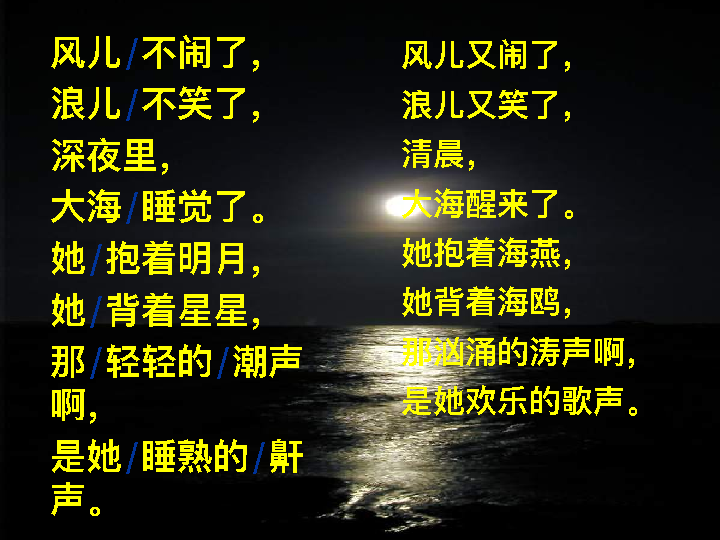 风儿/不闹了，
浪儿/不笑了，
深夜里，
大海/睡觉了。
她/抱着明月，
她/背着星星，
那/轻轻的/潮声
啊，
是她/睡熟的/鼾
声。
风儿又闹了，
浪儿又笑了，
清晨，
大海醒来了。
她抱着海燕，
她背着海鸥，
那汹涌的涛声啊，
是她欢乐的歌声。